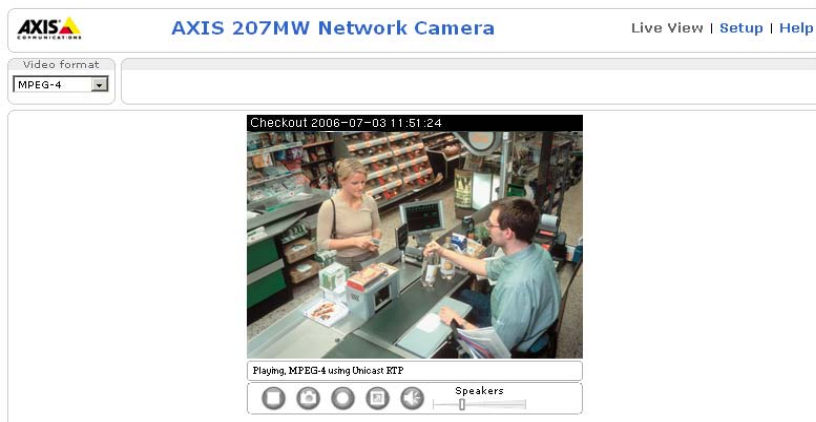 AXIS
COMMUNICATIONS
AXIS 207MW Network Camera
Live View | Setup | Help
Video format
MPEG-4
Checkout 2006-07-03 11:51:24
Playing, MPEG-4 using Unicast RTP
Speakers